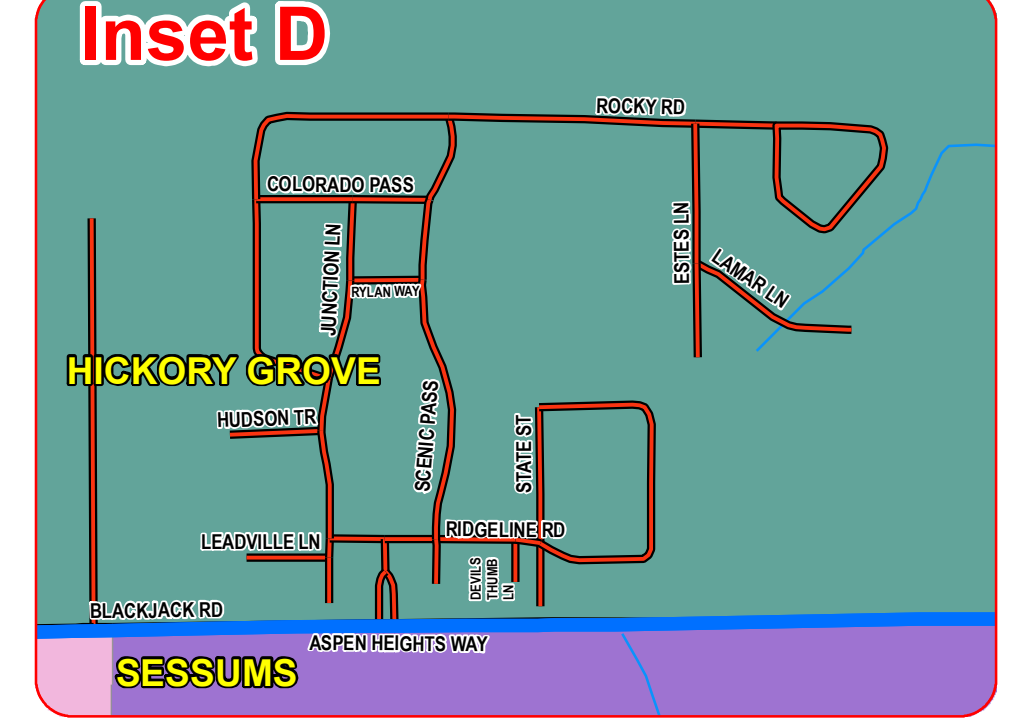 Inset D
ROCKY RD
COLORADO PASS
JUNCTION LN
RYLAN WAY
ESTES LN
LAMAR LN
HICKORY GROVE
HUDSON TR
SCENIC PASS
STATE ST
LEADVILLE LN
RIDGELINE RD
DEVILS
THUMB
LN
BLACKJACK RD
ASPEN HEIGHTS WAY
SESSUMS